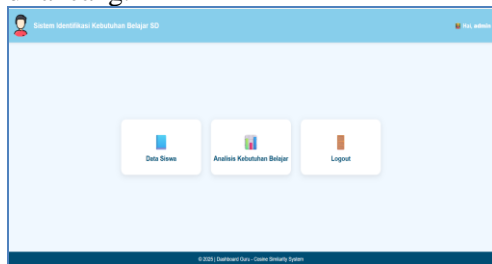 Sistem Identifikasi Kebutuhan Belajar SD
Hai, admin
Data Siswa
Analisis Kebutuhan Belajar
Logout
© 2025 | Dashboard Guru - Cosine Similarity System